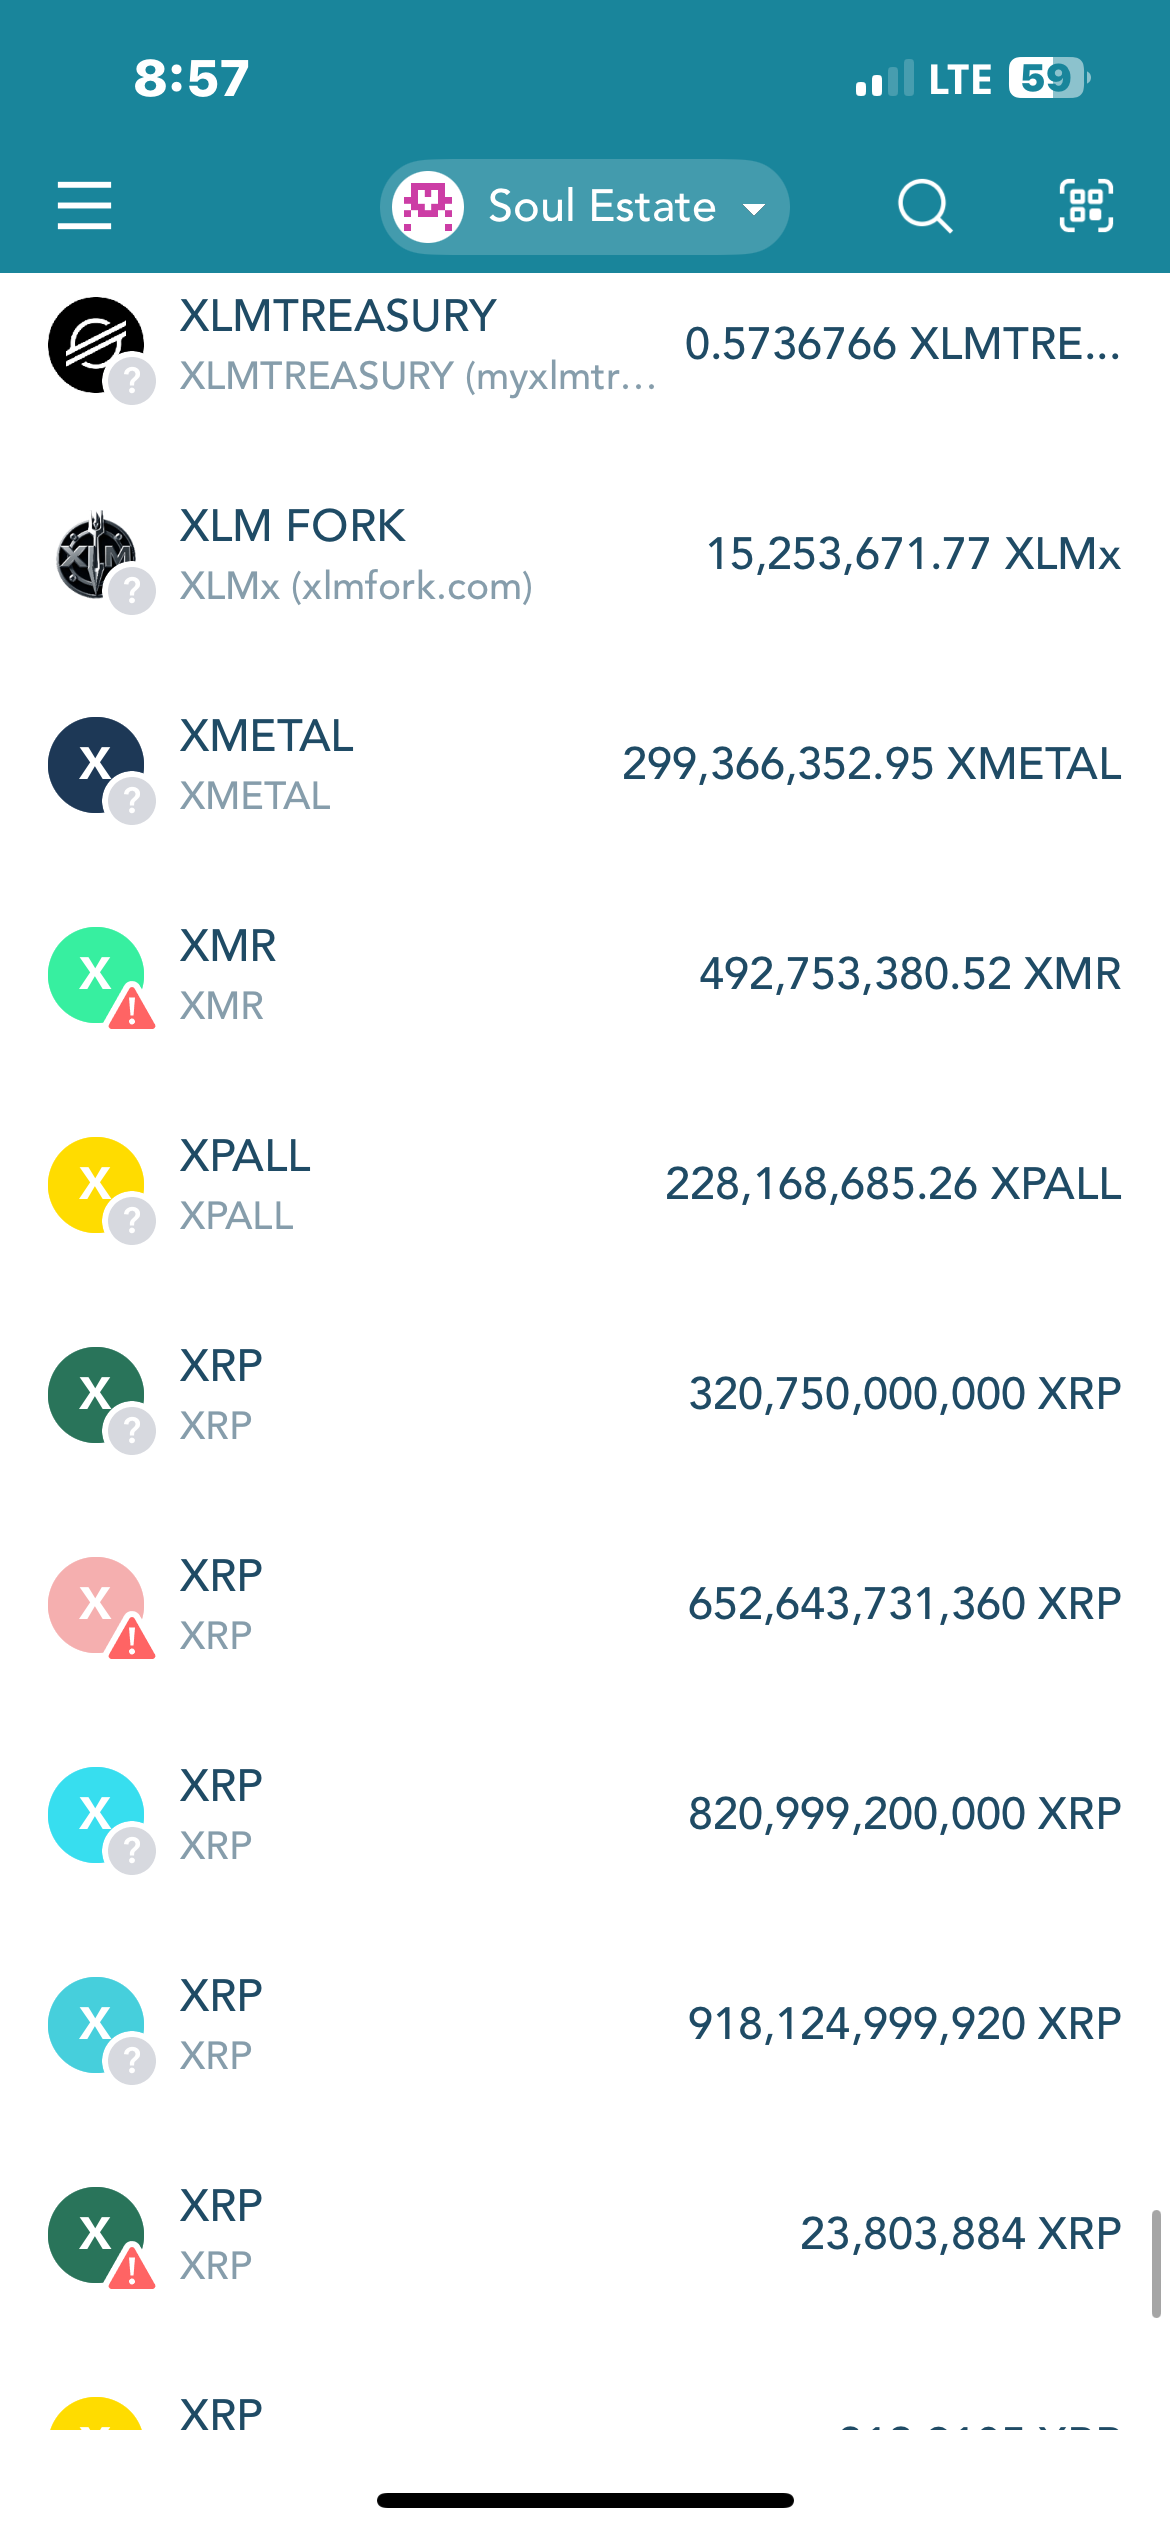 8:57
LTE 59
Soul Estate
XLMTREASURY
XLMTREASURY (myxlmtr...
0.5736766 XLMTRE...
XLM
?
XLM FORK
XLMx (xlmfork.com)
15,253,671.77 XLMx
X
?
XMETAL
XMETAL
299,366,352.95 XMETAL
X
!
XMR
XMR
492,753,380.52 XMR
X
?
XPALL
XPALL
228,168,685.26 XPALL
X
?
XRP
XRP
320,750,000,000 XRP
X
!
XRP
XRP
652,643,731,360 XRP
X
?
XRP
XRP
820,999,200,000 XRP
X
?
XRP
XRP
918,124,999,920 XRP
X
!
XRP
XRP
23,803,884 XRP
XRP